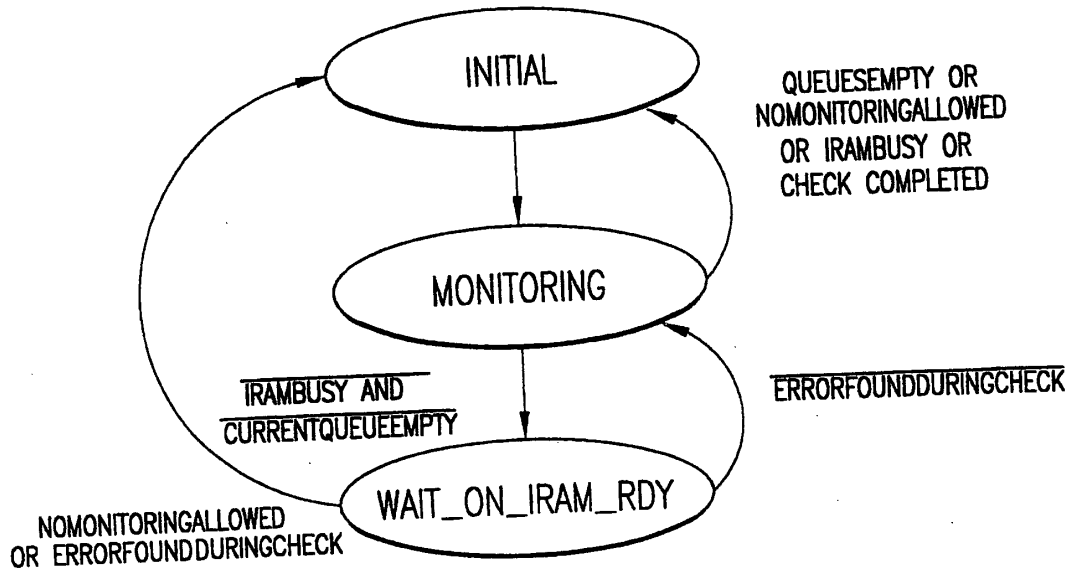 INITIAL
QUEUESEMPTY OR
NOMONITORINGALLOWED
OR IRAMBUSY OR
CHECK COMPLETED
MONITORING
IRAMBUSY AND
CURRENTQUEUEEMPTY
ERRORFOUNDDURINGCHECK
WAIT_ON_IRAM_RDY
NOMONITORINGALLOWED
OR ERRORFOUNDDURINGCHECK